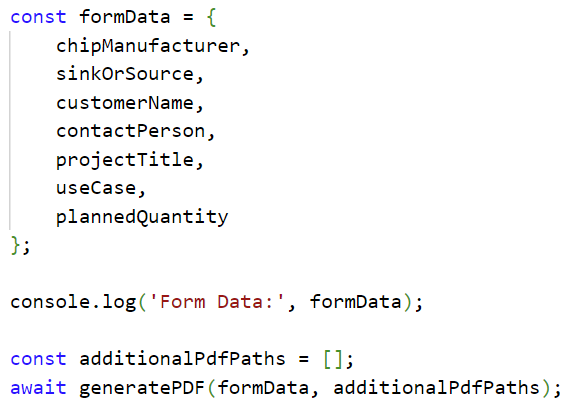 const formData = {
    chipManufacturer,
    sinkOrSource,
    customerName,
    contactPerson,
    projectTitle,
    useCase,
    plannedQuantity
};

console.log('Form Data:', formData);

const additionalPdfPaths = [];
await generatePDF(formData, additionalPdfPaths);